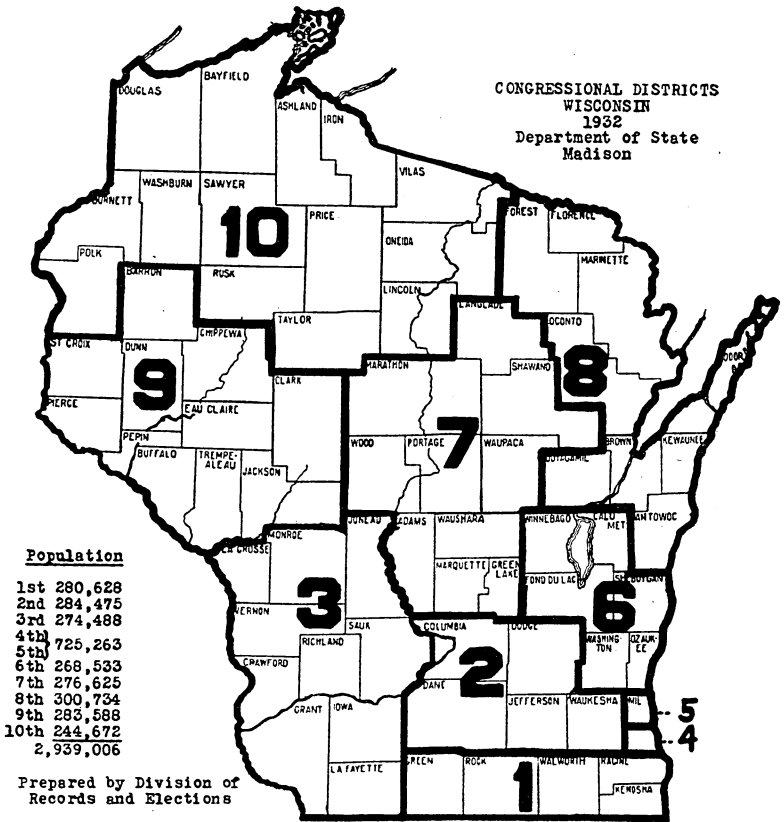 CONGRESSIONAL DISTRICTS
WISCONSIN
1932
Department of State
Madison
DOUGLAS
BAYFIELD
ASHLAND
IRON
VILAS
BURNETT
WASHBURN
SAWYER
PRICE
ONEIDA
FOREST
FLORENCE
MARINETTE
10
POLK
BARRON
RUSK
LINCOLN
LANGLADE
TAYLOR
OCONTO
ST CROIX
DUNN
CHIPPEWA
MARATHON
SHAWANO
8
DOOR
9
CLARK
PIERCE
EAU CLAIRE
7
PEPIN
WOOD
PORTAGE
WAUPACA
BROWN
KEWAUNEE
BUFFALO
TREMPE-
ALEAU
JACKSON
OUTAGAMIE
JUNEAU
ADAMS
WAUSHARA
WINNEBAGO
CALU
MET
MANTOWOC
MONROE
LA CROSSE
MARQUETTE
GREEN
LAKE
FOND DU LAC
SHEBOYGAN
3
6
VERNON
SAUK
COLUMBIA
DODGE
WASHING-
TON
OZAUK-
EE
RICHLAND
CRAWFORD
2
DANE
JEFFERSON
WAUKESHA
MIL
5
4
GRANT
IOWA
LA FAYETTE
GREEN
ROCK
WALWORTH
RACINE
1
KENOSHA
Population
1st 280,628
2nd 284,475
3rd 274,488
4th
5th} 725,263
6th 268,533
7th 276,625
8th 300,734
9th 283,588
10th 244,672
2,939,006
Prepared by Division of
Records and Elections